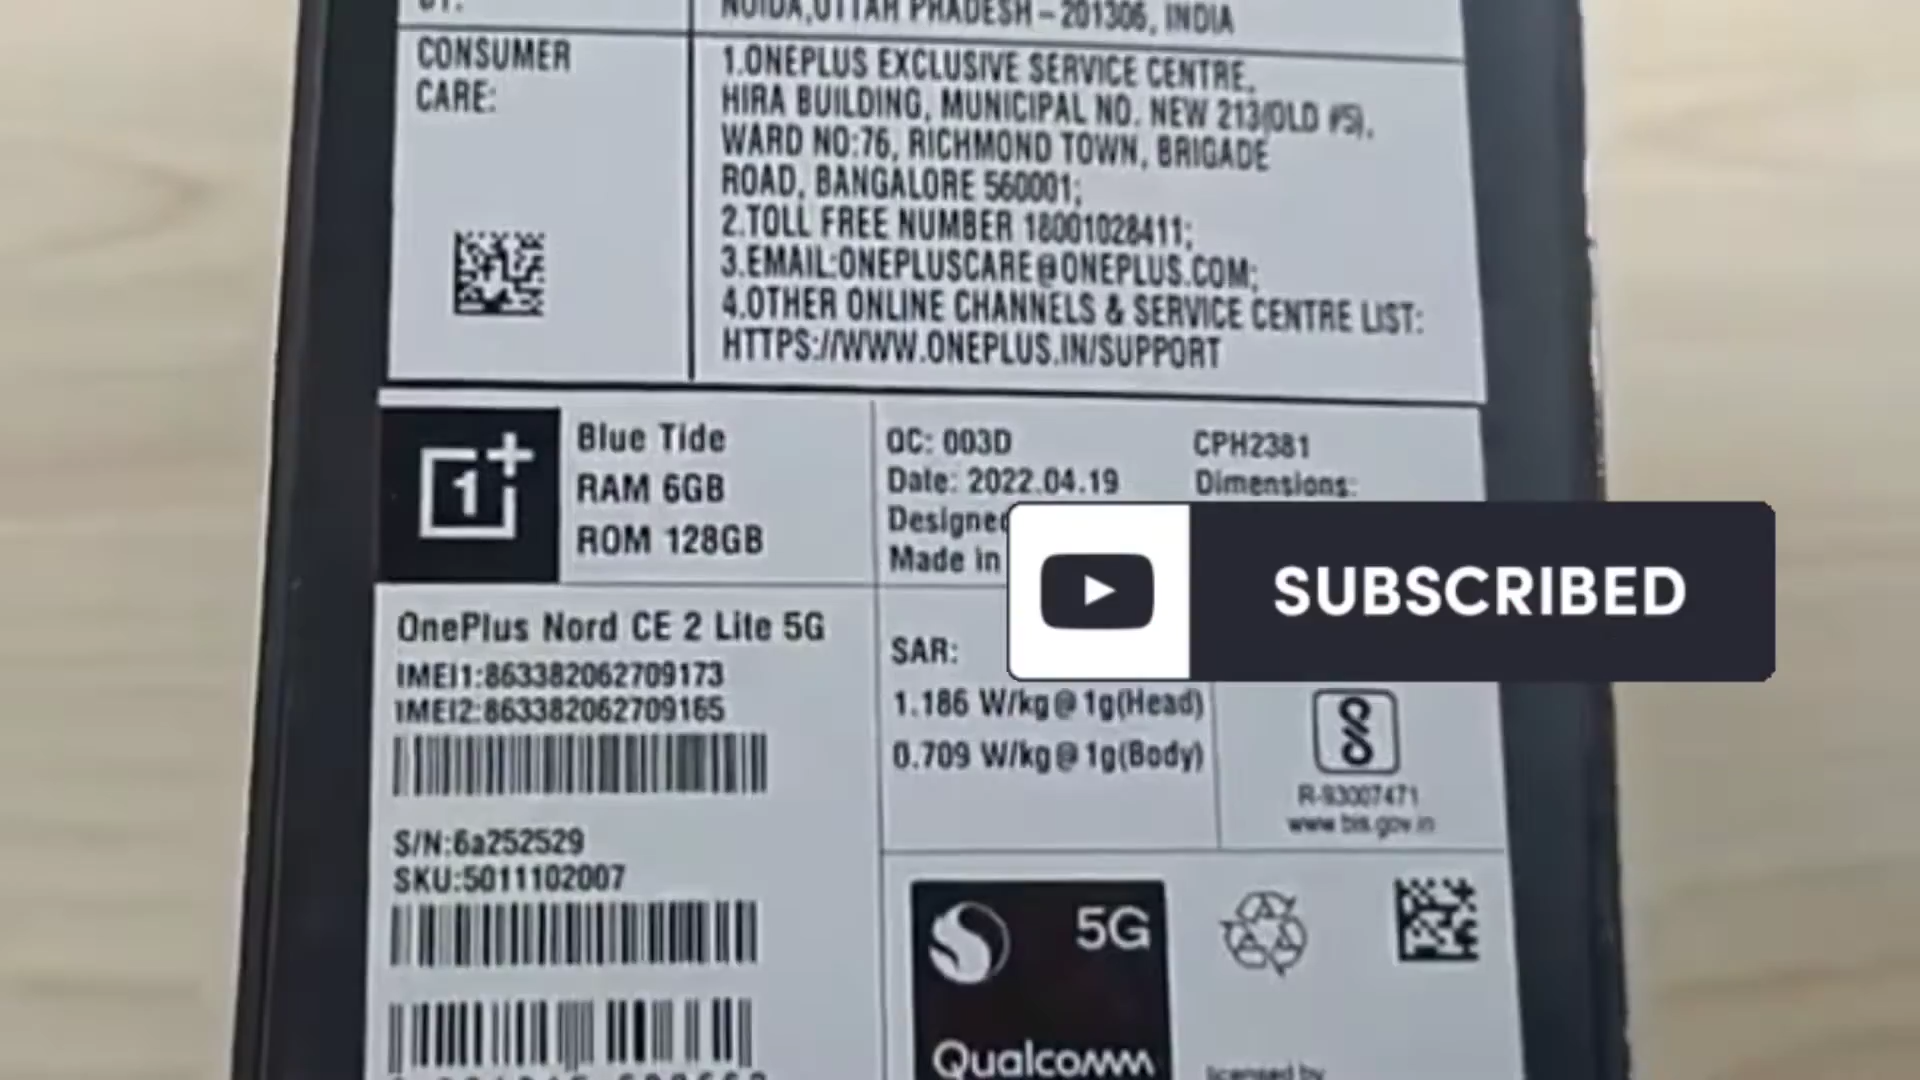 NOIDA,UTTAR PRADESH – 201306, INDIA
CONSUMER
CARE:
1.ONEPLUS EXCLUSIVE SERVICE CENTRE,
HIRA BUILDING, MUNICIPAL NO. NEW 213(OLD #5),
WARD NO:76, RICHMOND TOWN, BRIGADE
ROAD, BANGALORE 560001;
2.TOLL FREE NUMBER 18001028411;
3.EMAIL:ONEPLUSCARE@ONEPLUS.COM;
4.OTHER ONLINE CHANNELS & SERVICE CENTRE LIST:
HTTPS://WWW.ONEPLUS.IN/SUPPORT
Blue Tide
RAM 6GB
ROM 128GB
QC: 003D
Date: 2022.04.19
Designed
Made in
CPH2381
Dimensions:
SUBSCRIBED
OnePlus Nord CE 2 Lite 5G
IMEI1:863382062709173
IMEI2:863382062709165
S/N:6a252529
SKU:5011102007
SAR:
1.186 W/kg@1g(Head)
0.709 W/kg@1g(Body)
R-93007471
www.bis.gov.in
5G
Qualcomm
licensed by